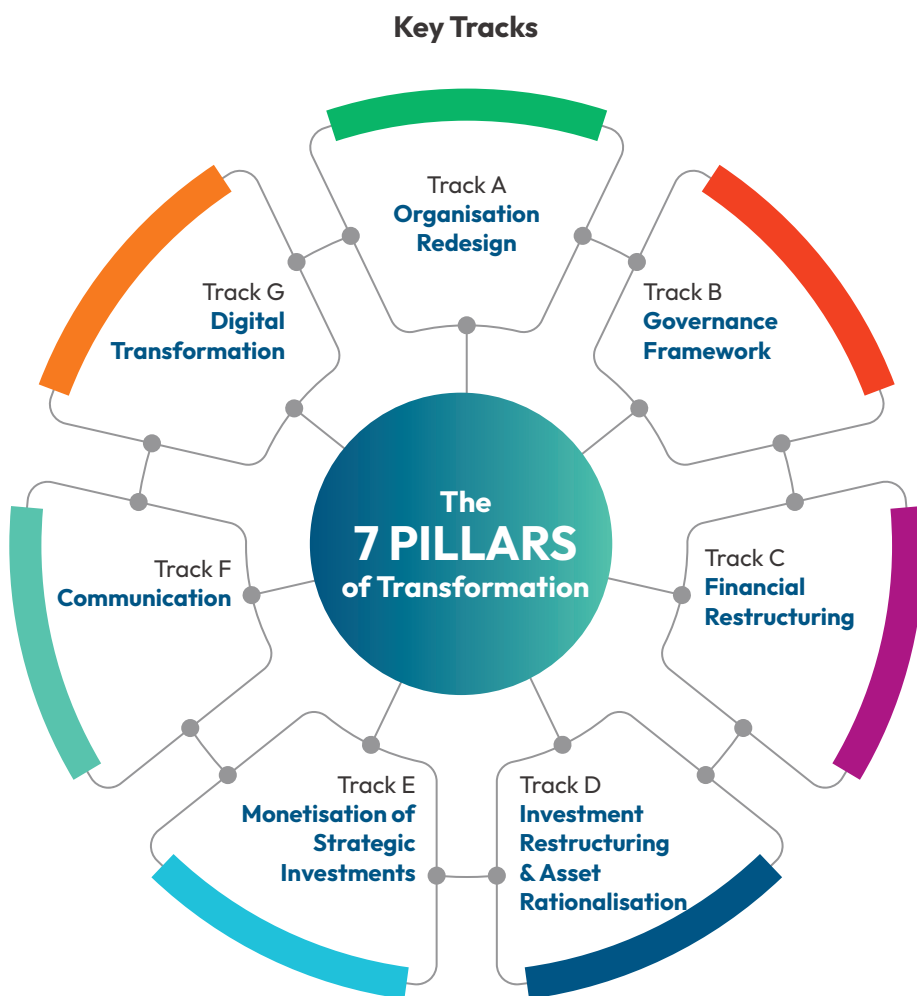 Key Tracks
Track A
Organisation
Redesign
Track B
Governance
Framework
Track C
Financial
Restructuring
Track D
Investment
Restructuring
& Asset
Rationalisation
Track E
Monetisation of
Strategic
Investments
Track F
Communication
Track G
Digital
Transformation
The
7 PILLARS
of Transformation